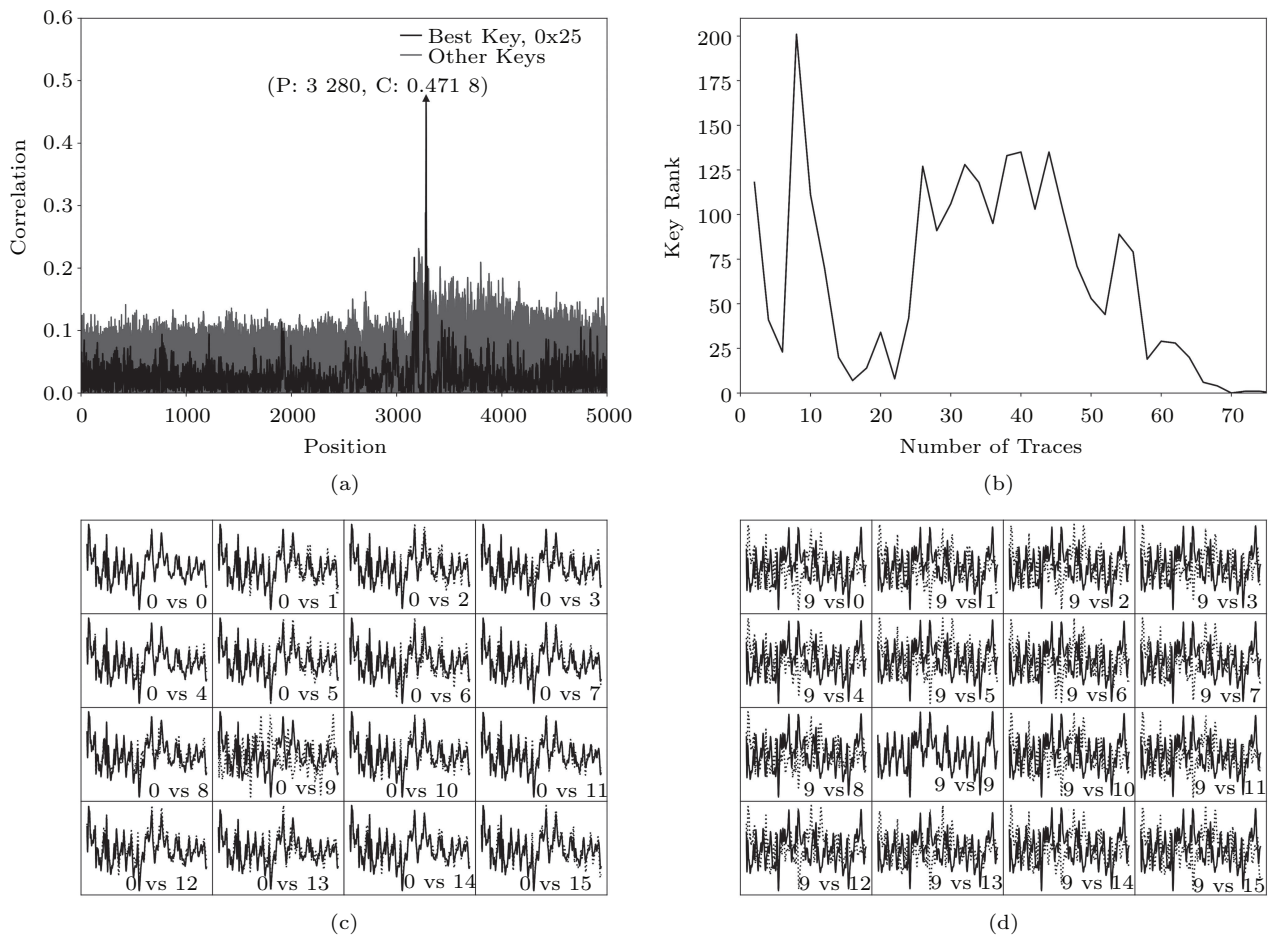 0.6
0.5
0.4
0.3
0.2
0.1
0.0
Correlation
Best Key, 0x25
Other Keys
(P: 3 280, C: 0.471 8)
0 1000 2000 3000 4000 5000
Position
(a)
200
175
150
125
100
75
50
25
0
Key Rank
0 10 20 30 40 50 60 70
Number of Traces
(b)
0 vs 0 0 vs 1 0 vs 2 0 vs 3
0 vs 4 0 vs 5 0 vs 6 0 vs 7
0 vs 8 0 vs 9 0 vs 10 0 vs 11
0 vs 12 0 vs 13 0 vs 14 0 vs 15
(c)
9 vs 0 9 vs 1 9 vs 2 9 vs 3
9 vs 4 9 vs 5 9 vs 6 9 vs 7
9 vs 8 9 vs 9 9 vs 10 9 vs 11
9 vs 12 9 vs 13 9 vs 14 9 vs 15
(d)